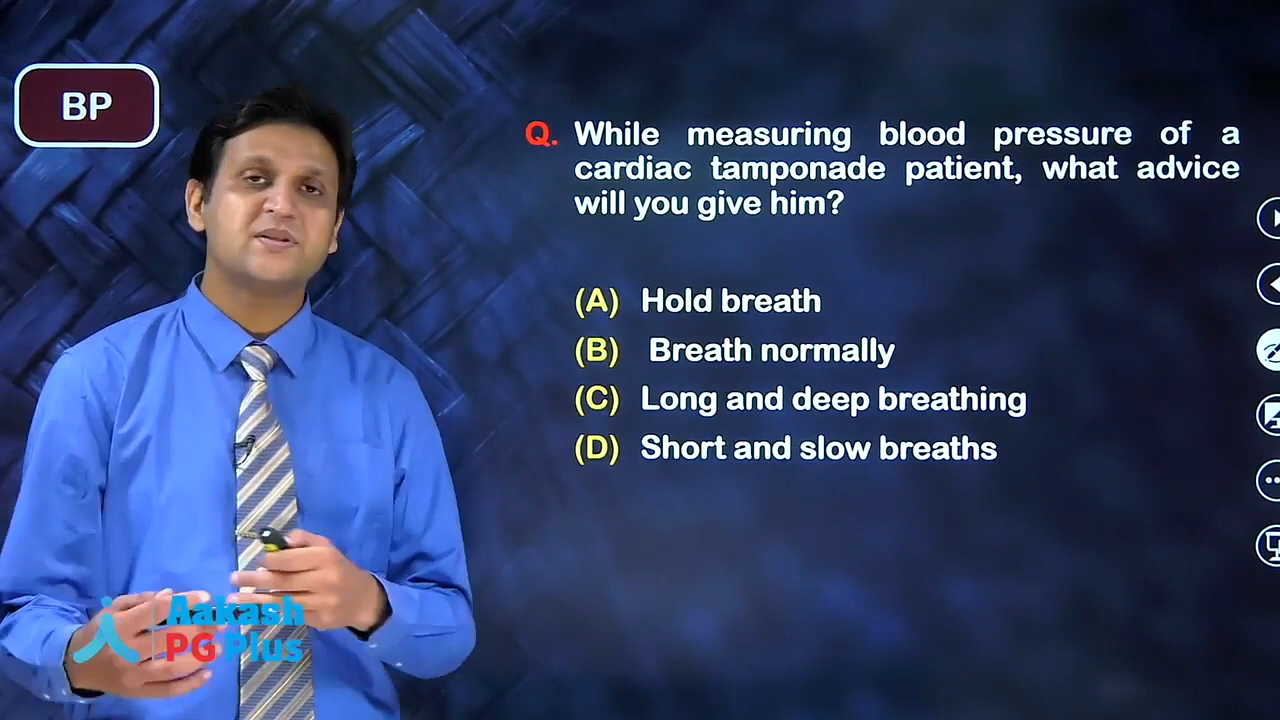 BP
Q. While measuring blood pressure of a
cardiac tamponade patient, what advice
will you give him?
(A) Hold breath
(B) Breath normally
(C) Long and deep breathing
(D) Short and slow breaths
Aakash
PG Plus